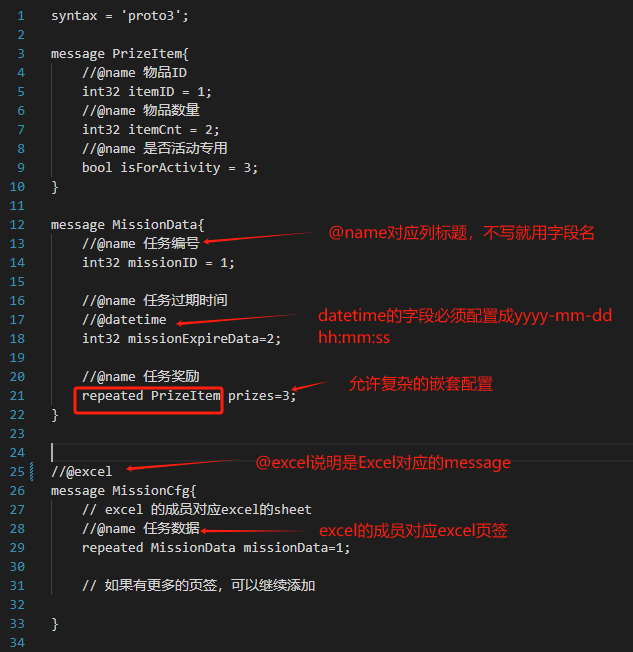 1 syntax = 'proto3';
2
3 message PrizeItem{
4 //@name 物品ID
5 int32 itemID = 1;
6 //@name 物品数量
7 int32 itemCnt = 2;
8 //@name 是否活动专用
9 bool isForActivity = 3;
10 }
11
12 message MissionData{
13 //@name 任务编号
@name对应列标题，不写就用字段名
14 int32 missionID = 1;
15
16 //@name 任务过期时间
17 //@datetime
datetime的字段必须配置成yyyy-mm-dd
hh:mm:ss
18 int32 missionExpireData=2;
19
20 //@name 任务奖励
21 repeated PrizeItem prizes=3;
允许复杂的嵌套配置
22 }
23
24
25 //@excel
@excel说明是Excel对应的message
26 message MissionCfg{
27 // excel 的成员对应excel的sheet
28 //@name 任务数据
excel的成员对应excel页签
29 repeated MissionData missionData=1;
30
31 // 如果有更多的页签，可以继续添加
32
33 }
34